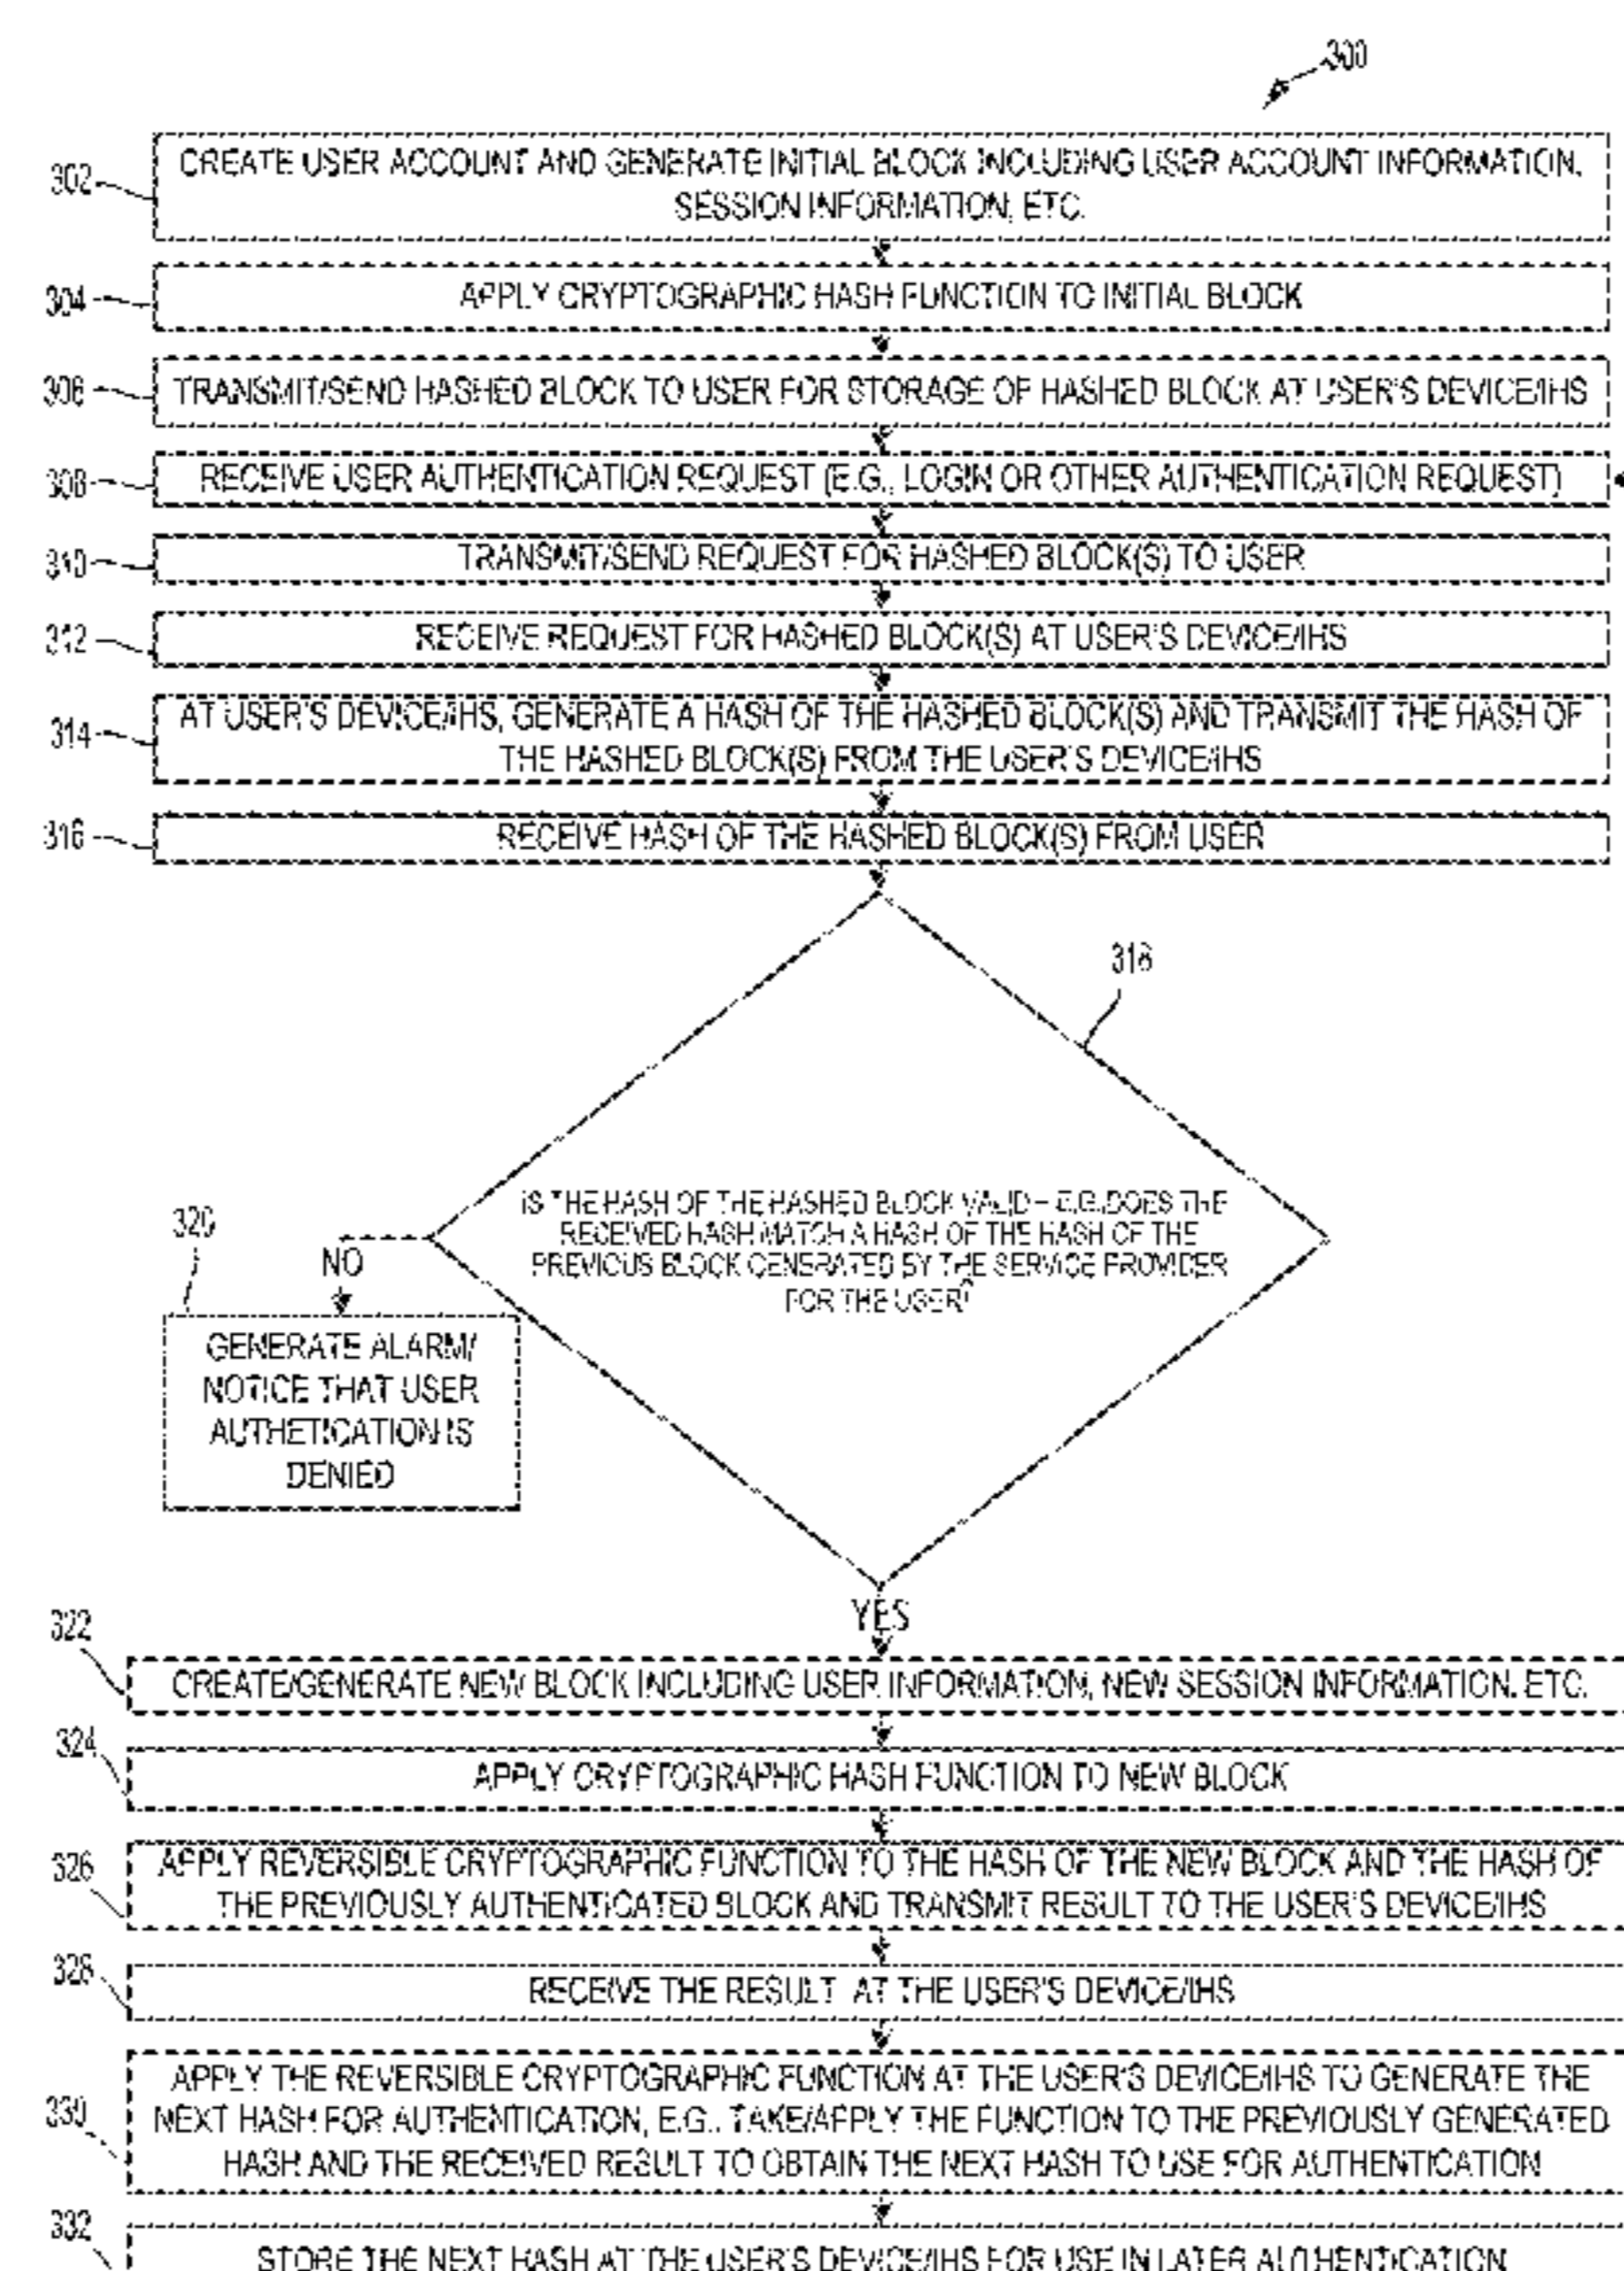 300
302
CREATE USER ACCOUNT AND GENERATE INITIAL BLOCK INCLUDING USER ACCOUNT INFORMATION,
SESSION INFORMATION, ETC.
304
APPLY CRYPTOGRAPHIC HASH FUNCTION TO INITIAL BLOCK
306
TRANSMIT/SEND HASHED BLOCK TO USER FOR STORAGE OF HASHED BLOCK AT USER'S DEVICE/IHS
308
RECEIVE USER AUTHENTICATION REQUEST (E.G., LOGIN OR OTHER AUTHENTICATION REQUEST)
310
TRANSMIT/SEND REQUEST FOR HASHED BLOCK(S) TO USER
312
RECEIVE REQUEST FOR HASHED BLOCK(S) AT USER'S DEVICE/IHS
314
AT USER'S DEVICE/IHS, GENERATE A HASH OF THE HASHED BLOCK(S) AND TRANSMIT THE HASH OF
THE HASHED BLOCK(S) FROM THE USER'S DEVICE/IHS
316
RECEIVE HASH OF THE HASHED BLOCK(S) FROM USER
318
IS THE HASH OF THE HASHED BLOCK VALID – E.G. DOES THE
RECEIVED HASH MATCH A HASH OF THE HASH OF THE
PREVIOUS BLOCK GENERATED BY THE SERVICE PROVIDER
FOR THE USER?
320
NO
GENERATE ALARM/
NOTICE THAT USER
AUTHETICATION IS
DENIED
YES
322
CREATE/GENERATE NEW BLOCK INCLUDING USER INFORMATION, NEW SESSION INFORMATION. ETC.
324
APPLY CRYPTOGRAPHIC HASH FUNCTION TO NEW BLOCK
326
APPLY REVERSIBLE CRYPTOGRAPHIC FUNCTION TO THE HASH OF THE NEW BLOCK AND THE HASH OF
THE PREVIOUSLY AUTHENTICATED BLOCK AND TRANSMIT RESULT TO THE USER'S DEVICE/IHS
328
RECEIVE THE RESULT AT THE USER'S DEVICE/IHS
330
APPLY THE REVERSIBLE CRYPTOGRAPHIC FUNCTION AT THE USER'S DEVICE/IHS TO GENERATE THE
NEXT HASH FOR AUTHENTICATION, E.G., TAKE/APPLY THE FUNCTION TO THE PREVIOUSLY GENERATED
HASH AND THE RECEIVED RESULT TO OBTAIN THE NEXT HASH TO USE FOR AUTHENTICATION
332
STORE THE NEXT HASH AT THE USER'S DEVICE/IHS FOR USE IN LATER AUTHENTICATION